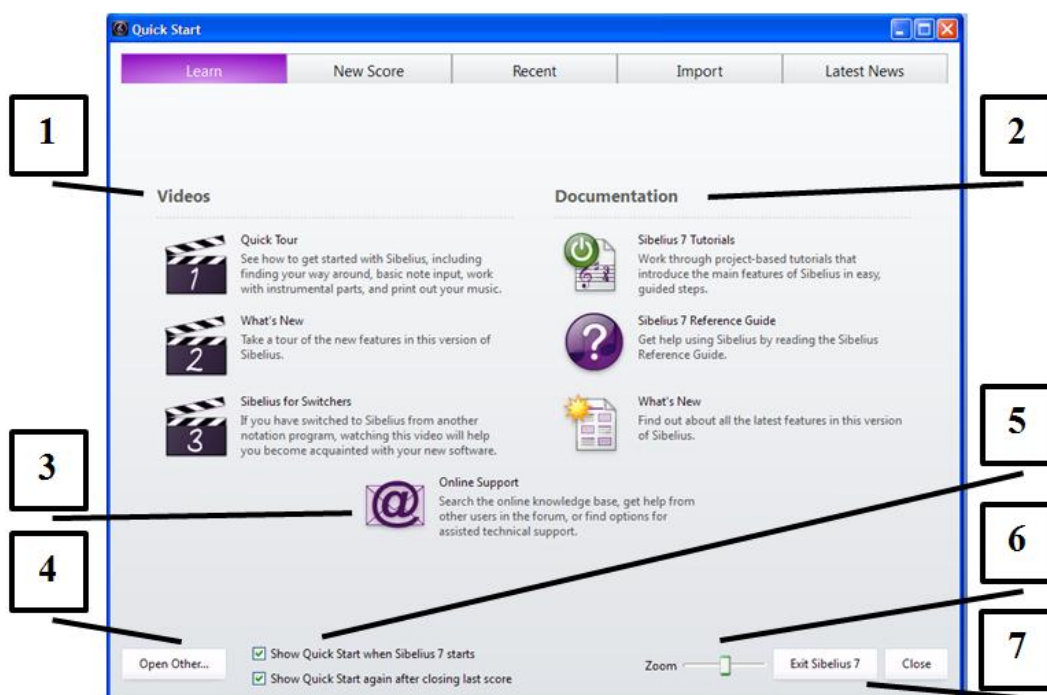 Quick Start
Learn
New Score
Recent
Import
Latest News
1
2
Videos
Documentation
1
Quick Tour
See how to get started with Sibelius, including
finding your way around, basic note input, work
with instrumental parts, and print out your music.
2
What's New
Take a tour of the new features in this version of
Sibelius.
3
Sibelius for Switchers
If you have switched to Sibelius from another
notation program, watching this video will help
you become acquainted with your new software.
Sibelius 7 Tutorials
Work through project-based tutorials that
introduce the main features of Sibelius in easy,
guided steps.
?
Sibelius 7 Reference Guide
Get help using Sibelius by reading the Sibelius
Reference Guide.
What's New
Find out about all the latest features in this version
of Sibelius.
3
5
@
Online Support
Search the online knowledge base, get help from
other users in the forum, or find options for
assisted technical support.
4
6
7
Open Other...
Show Quick Start when Sibelius 7 starts
Show Quick Start again after closing last score
Zoom
Exit Sibelius 7
Close